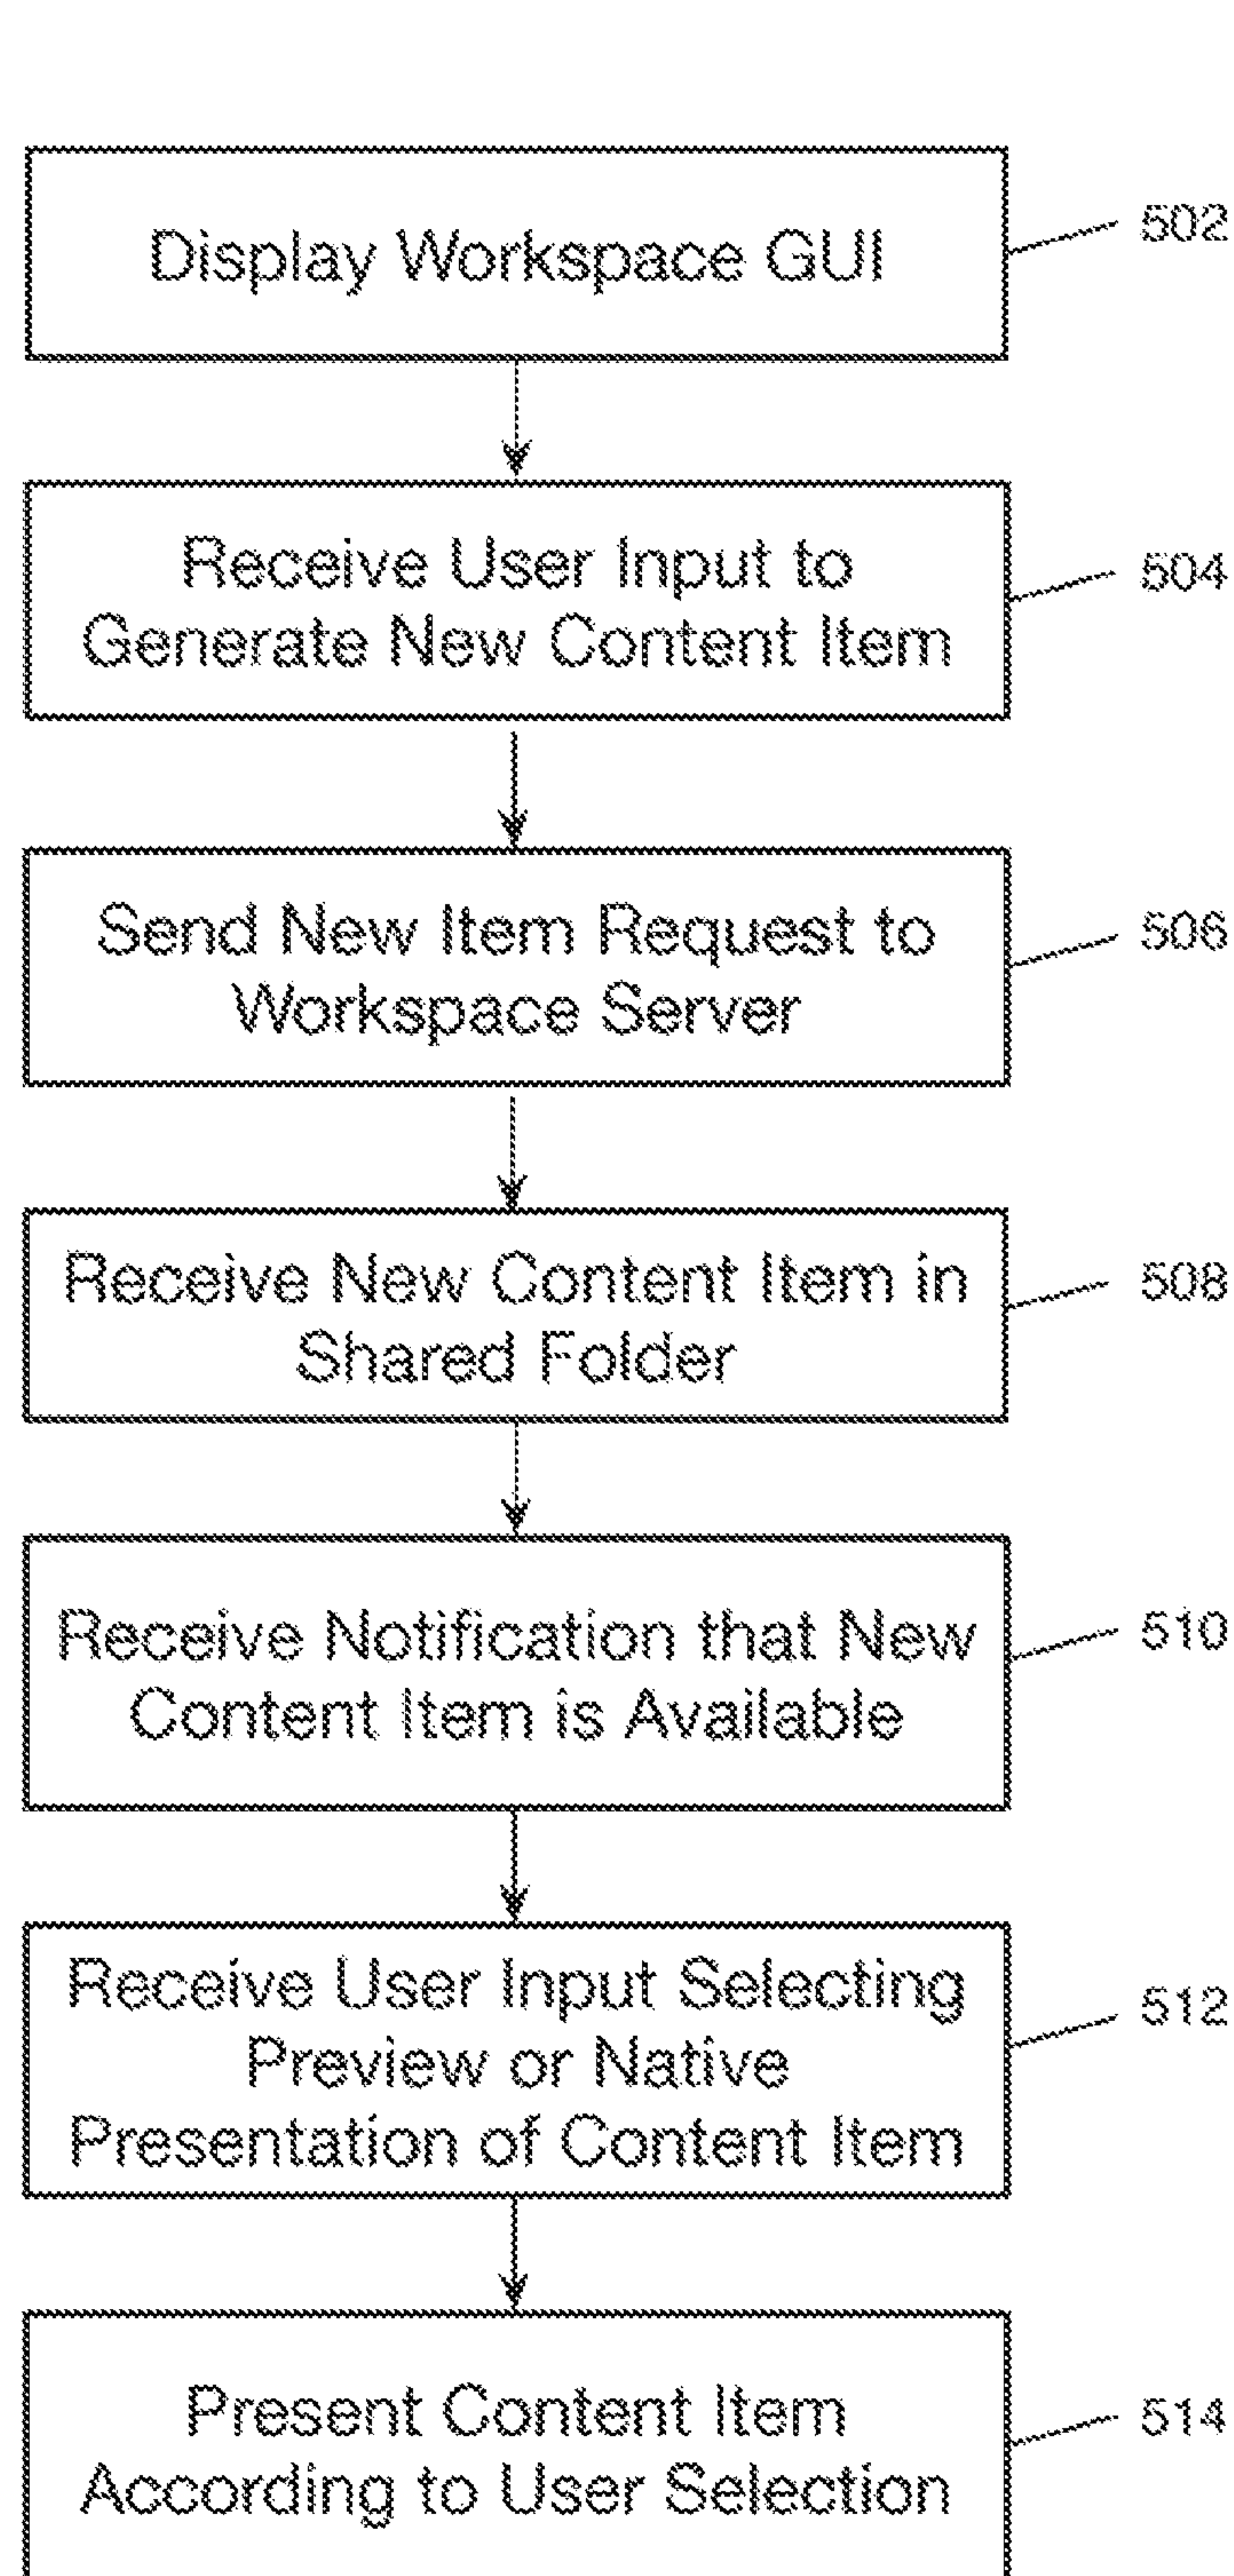 Display Workspace GUI
502
Receive User Input to
Generate New Content Item
504
Send New Item Request to
Workspace Server
506
Receive New Content Item in
Shared Folder
508
Receive Notification that New
Content Item is Available
510
Receive User Input Selecting
Preview or Native
Presentation of Content Item
512
Present Content Item
According to User Selection
514